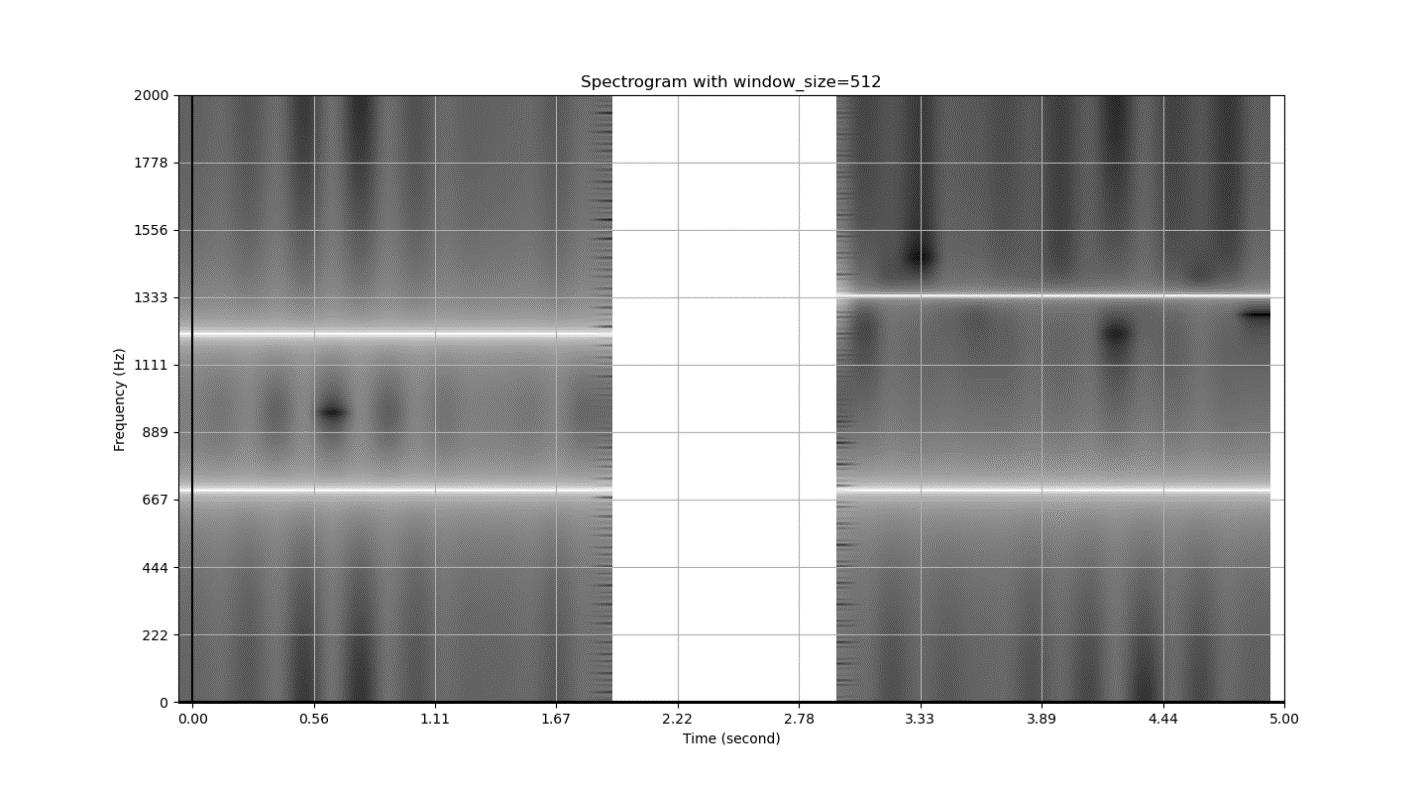 Spectrogram with window_size=512
2000
1778
1556
1333
1111
889
667
444
222
0
Frequency (Hz)
0.00 0.56 1.11 1.67 2.22 2.78 3.33 3.89 4.44 5.00
Time (second)